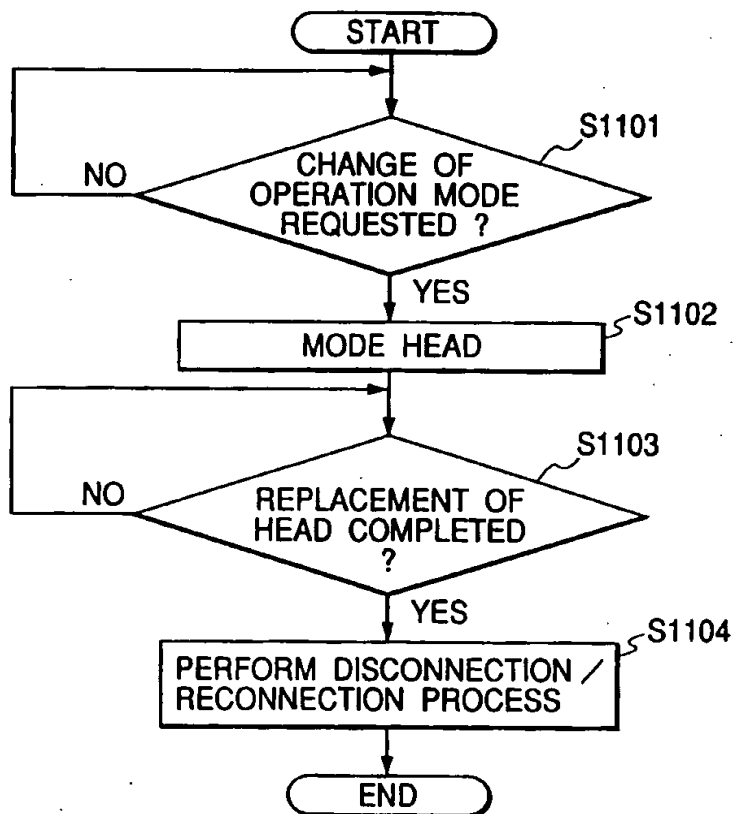 START
S1101
CHANGE OF
OPERATION MODE
REQUESTED ?
NO
YES
S1102
MODE HEAD
S1103
REPLACEMENT OF
HEAD COMPLETED
?
NO
YES
S1104
PERFORM DISCONNECTION /
RECONNECTION PROCESS
END